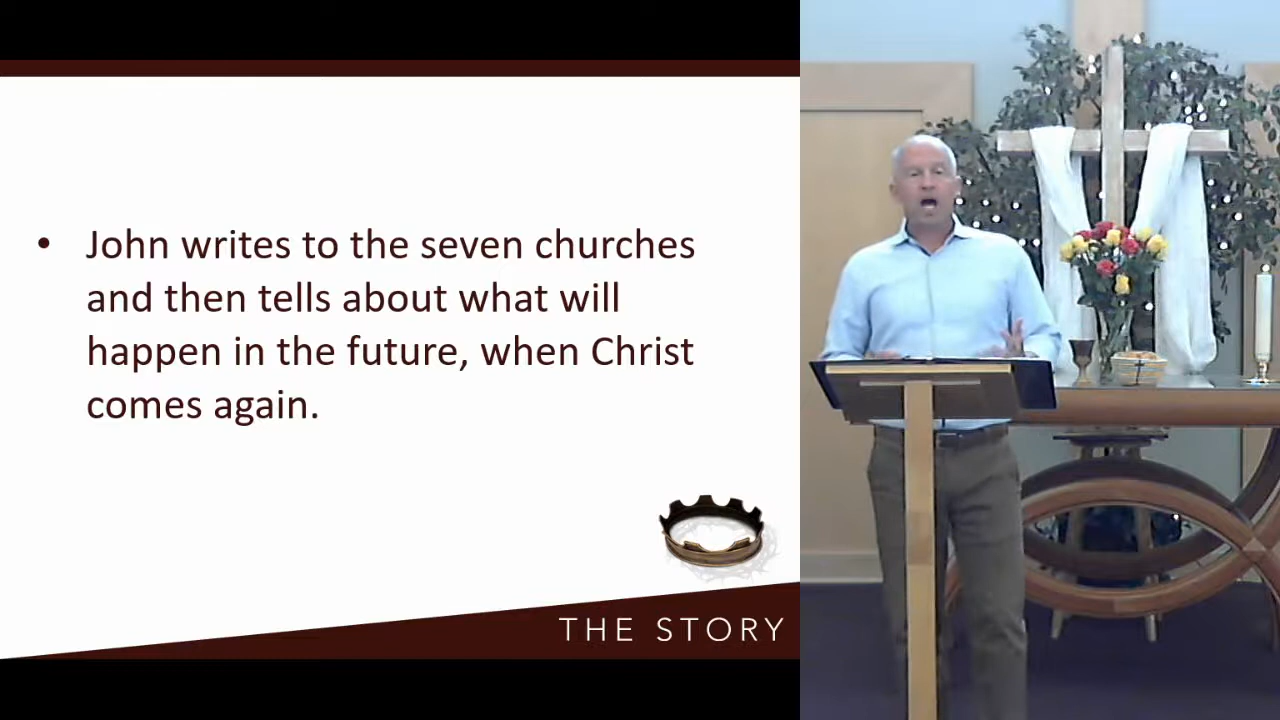 • John writes to the seven churches
and then tells about what will
happen in the future, when Christ
comes again.
THE STORY